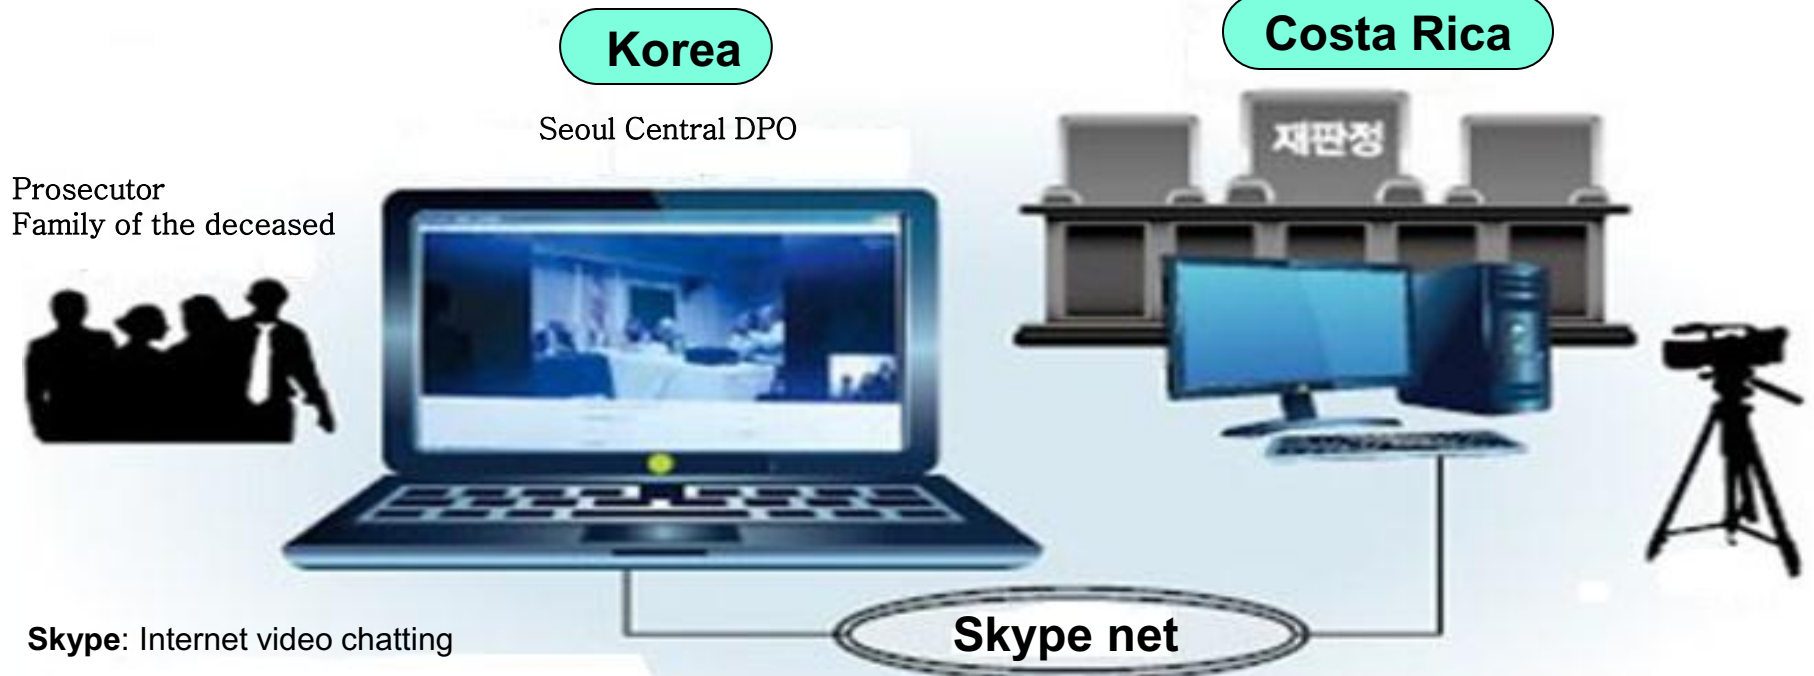 Korea
Costa Rica
Seoul Central DPO
재판정
Prosecutor
Family of the deceased
Skype net
Skype: Internet video chatting